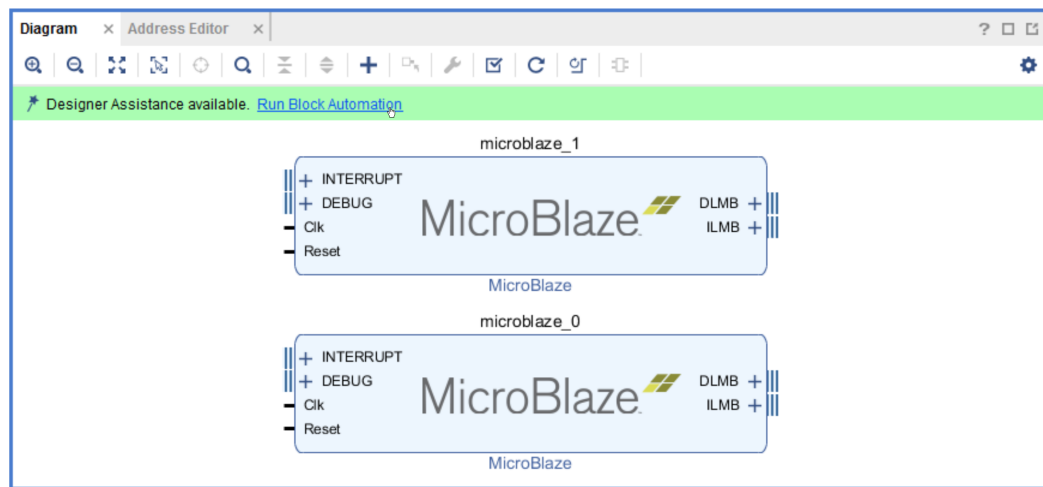 Diagram × Address Editor ×
Designer Assistance available. Run Block Automation
microblaze_1
INTERRUPT
DEBUG
Clk
Reset
MicroBlaze
DLMB
ILMB
MicroBlaze
microblaze_0
INTERRUPT
DEBUG
Clk
Reset
MicroBlaze
DLMB
ILMB
MicroBlaze